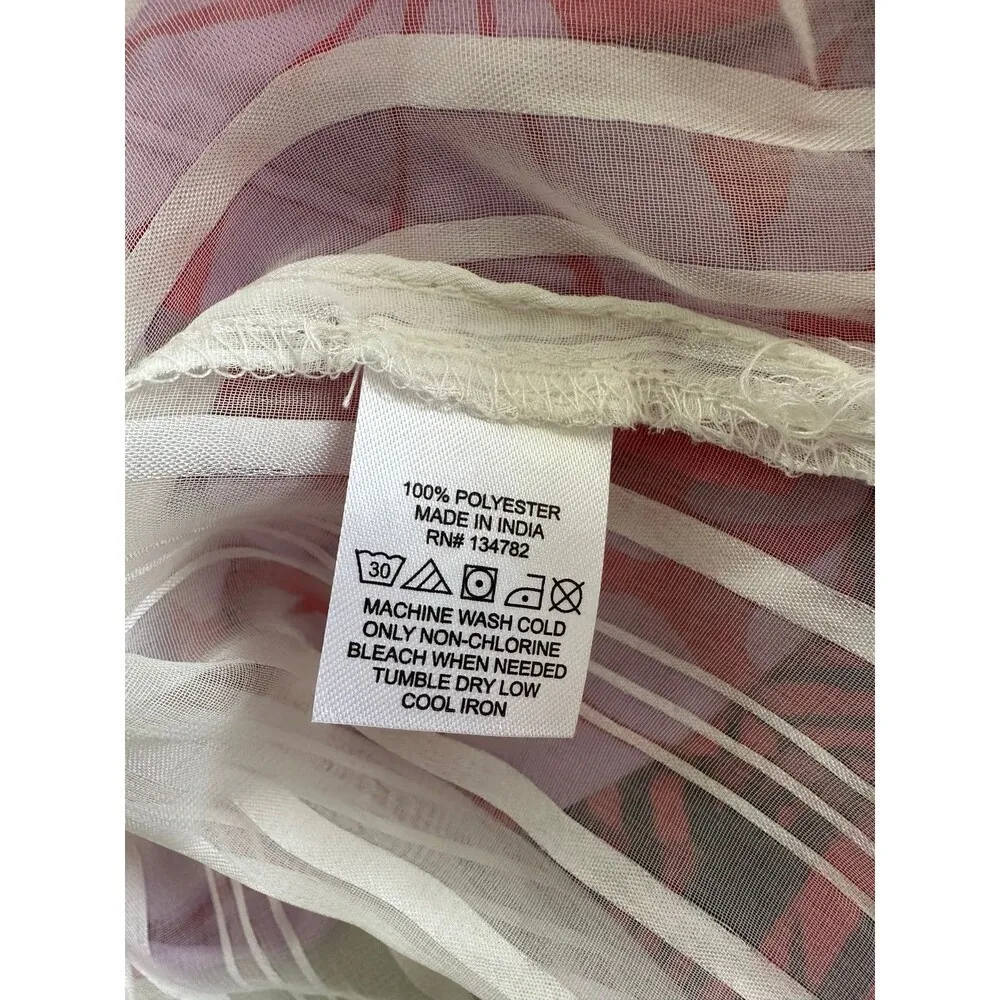 100% POLYESTER
MADE IN INDIA
RN# 134782
30
MACHINE WASH COLD
ONLY NON-CHLORINE
BLEACH WHEN NEEDED
TUMBLE DRY LOW
COOL IRON